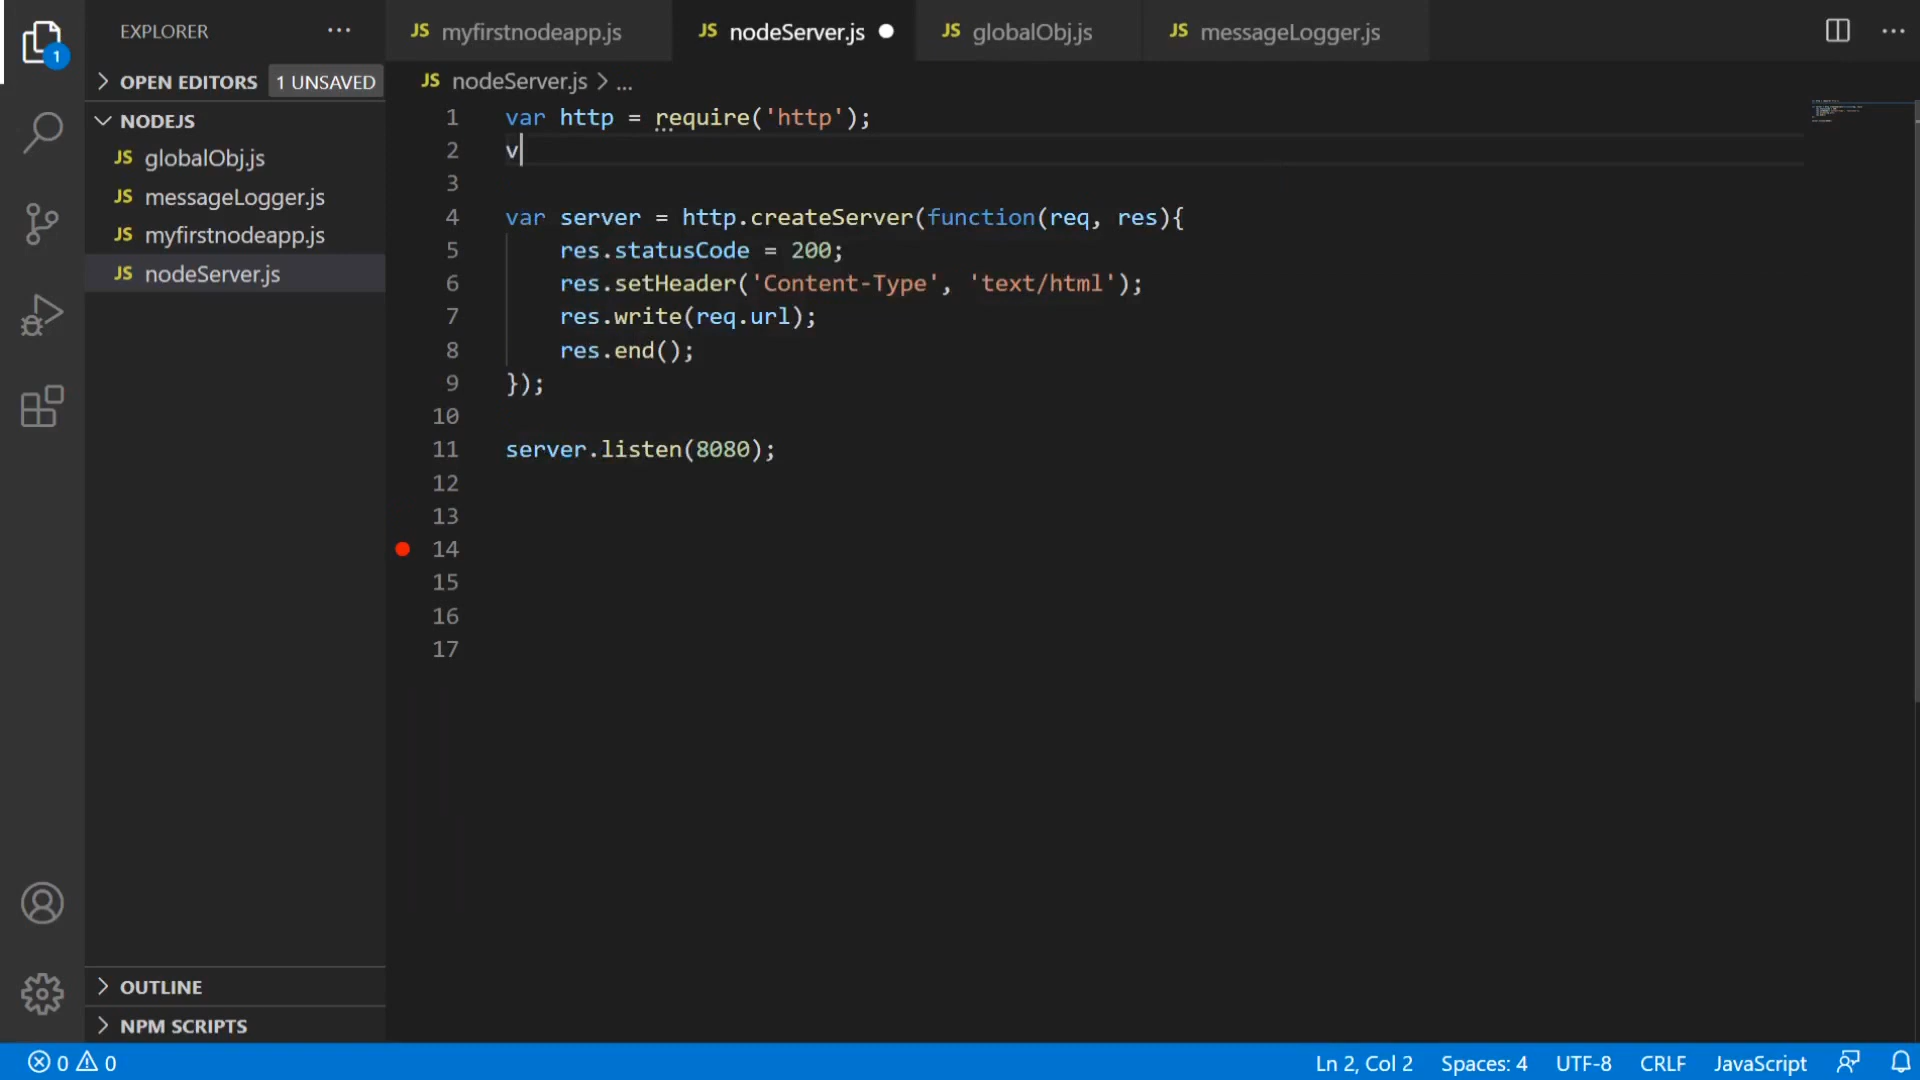 EXPLORER
1
OPEN EDITORS 1 UNSAVED
NODEJS
JS globalObj.js
JS messageLogger.js
JS myfirstnodeapp.js
JS nodeServer.js
OUTLINE
NPM SCRIPTS
JS myfirstnodeapp.js JS nodeServer.js JS globalObj.js JS messageLogger.js
JS nodeServer.js > ...
1 var http = require('http');
2 v
3
4 var server = http.createServer(function(req, res){
5 res.statusCode = 200;
6 res.setHeader('Content-Type', 'text/html');
7 res.write(req.url);
8 res.end();
9 });
10
11 server.listen(8080);
12
13
14
15
16
17
0 0 Ln 2, Col 2 Spaces: 4 UTF-8 CRLF JavaScript